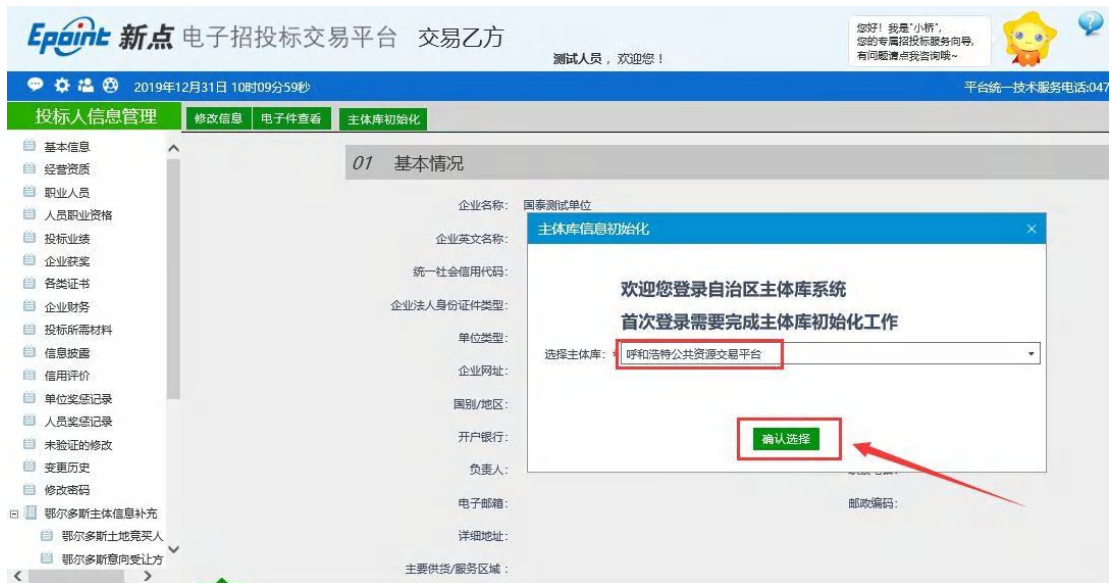 Epoint 新点 电子招投标交易平台 交易乙方
测试人员，欢迎您！
您好！我是"小桥",
您的专属招投标服务向导,
有问题请点我咨询哦~
2019年12月31日 10时09分59秒
平台统一技术服务电话:047
投标人信息管理
修改信息 电子件查看 主体库初始化
基本信息
经营资质
职业人员
人员职业资格
投标业绩
企业获奖
各类证书
企业财务
投标所需材料
信息披露
信用评价
单位奖惩记录
人员奖惩记录
未验证的修改
变更历史
修改密码
鄂尔多斯主体信息补充
鄂尔多斯土地竞买人
鄂尔多斯意向受让方
01 基本情况
企业名称： 国泰测试单位
企业英文名称：
统一社会信用代码：
企业法人身份证件类型：
单位类型：
企业网址：
国别/地区：
开户银行：
负责人：
电子邮箱：
邮政编码：
详细地址：
主要供货/服务区域：
主体库信息初始化
欢迎您登录自治区主体库系统
首次登录需要完成主体库初始化工作
选择主体库：* 呼和浩特公共资源交易平台
确认选择